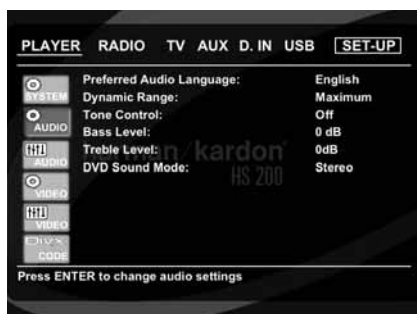 PLAYER RADIO TV AUX D. IN USB SET-UP
SYSTEM
AUDIO
AUDIO
VIDEO
VIDEO
DivX
CODE
Preferred Audio Language: English
Dynamic Range: Maximum
Tone Control: Off
Bass Level: 0 dB
Treble Level: 0dB
DVD Sound Mode: Stereo
harman/kardon
HS 200
Press ENTER to change audio settings